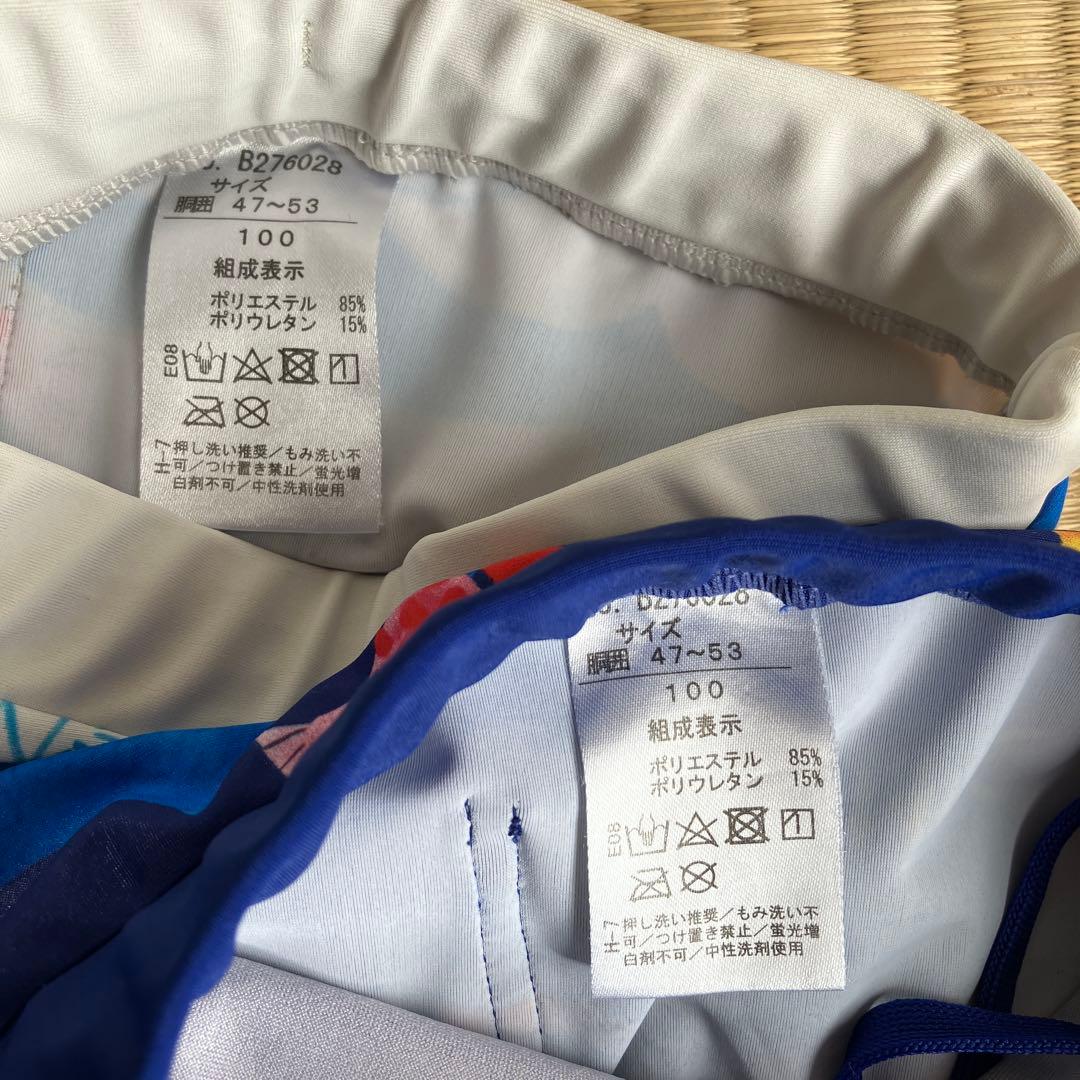 B276028
サイズ
胴囲 47~53
100
組成表示
ポリエステル 85%
ポリウレタン 15%
E08
H-7 押し洗い推奨/もみ洗い不
可/つけ置き禁止/蛍光増
白剤不可/中性洗剤使用
B276028
サイズ
胴囲 47~53
100
組成表示
ポリエステル 85%
ポリウレタン 15%
E08
H-7 押し洗い推奨/もみ洗い不
可/つけ置き禁止/蛍光増
白剤不可/中性洗剤使用